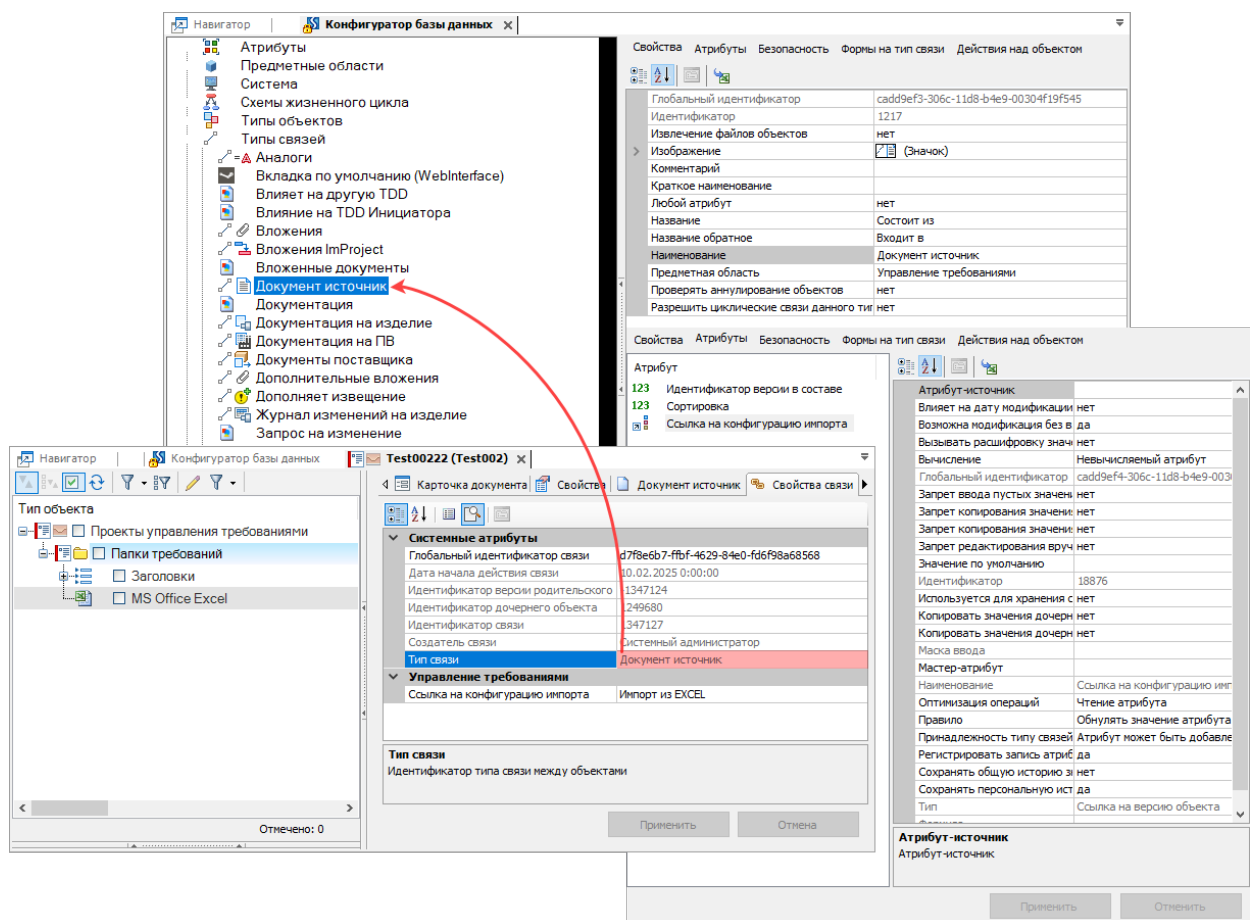 Навигатор
Конфигуратор базы данных
Атрибуты
Предметные области
Система
Схемы жизненного цикла
Типы объектов
Типы связей
Аналоги
Вкладка по умолчанию (WebInterface)
Влияет на другую TDD
Влияние на TDD Инициатора
Вложения
Вложения ImProject
Вложенные документы
Документ источник
Документация
Документация на изделие
Документация на ПВ
Документы поставщика
Дополнительные вложения
Дополняет извещение
Журнал изменений на изделие
Запрос на изменение
Свойства Атрибуты Безопасность Формы на тип связи Действия над объектом
Глобальный идентификатор cadd9ef3-306c-11d8-b4e9-00304f19f545
Идентификатор 1217
Извлечение файлов объектов нет
Изображение (Значок)
Комментарий
Краткое наименование
Любой атрибут нет
Название Состоит из
Название обратное Входит в
Наименование Документ источник
Предметная область Управление требованиями
Проверять аннулирование объектов нет
Разрешить циклические связи данного тип нет
Свойства Атрибуты Безопасность Формы на тип связи Действия над объектом
Атрибут
123 Идентификатор версии в составе
123 Сортировка
Ссылка на конфигурацию импорта
Атрибут-источник
Влияет на дату модификации нет
Возможна модификация без в да
Вызывать расшифровку знач нет
Вычисление Невычисляемый атрибут
Глобальный идентификатор cadd9ef4-306c-11d8-b4e9-003
Запрет ввода пустых значен нет
Запрет копирования значени нет
Запрет копирования значени нет
Запрет редактирования вруч нет
Значение по умолчанию
Идентификатор 18876
Используется для хранения с нет
Копировать значения дочерн нет
Копировать значения дочерн нет
Маска ввода
Мастер-атрибут
Наименование Ссылка на конфигурацию имп
Оптимизация операций Чтение атрибута
Правило Обнулять значение атрибута
Принадлежность типу связей Атрибут может быть добавле
Регистрировать запись атриб да
Сохранять общую историю з нет
Сохранять персональную ист да
Тип Ссылка на версию объекта
Атрибут-источник
Атрибут-источник
Применить Отменить
Навигатор
Конфигуратор базы данных
Test00222 (Test002)
Тип объекта
Проекты управления требованиями
Папки требований
Заголовки
MS Office Excel
Отмечено: 0
Карточка документа Свойства Документ источник Свойства связи
Системные атрибуты
Глобальный идентификатор связи d7f8e6b7-ffbf-4629-84e0-fd6f98a68568
Дата начала действия связи 10.02.2025 0:00:00
Идентификатор версии родительского 1347124
Идентификатор дочернего объекта 1249680
Идентификатор связи 1347127
Создатель связи Системный администратор
Тип связи Документ источник
Управление требованиями
Ссылка на конфигурацию импорта Импорт из EXCEL
Тип связи
Идентификатор типа связи между объектами
Применить Отмена